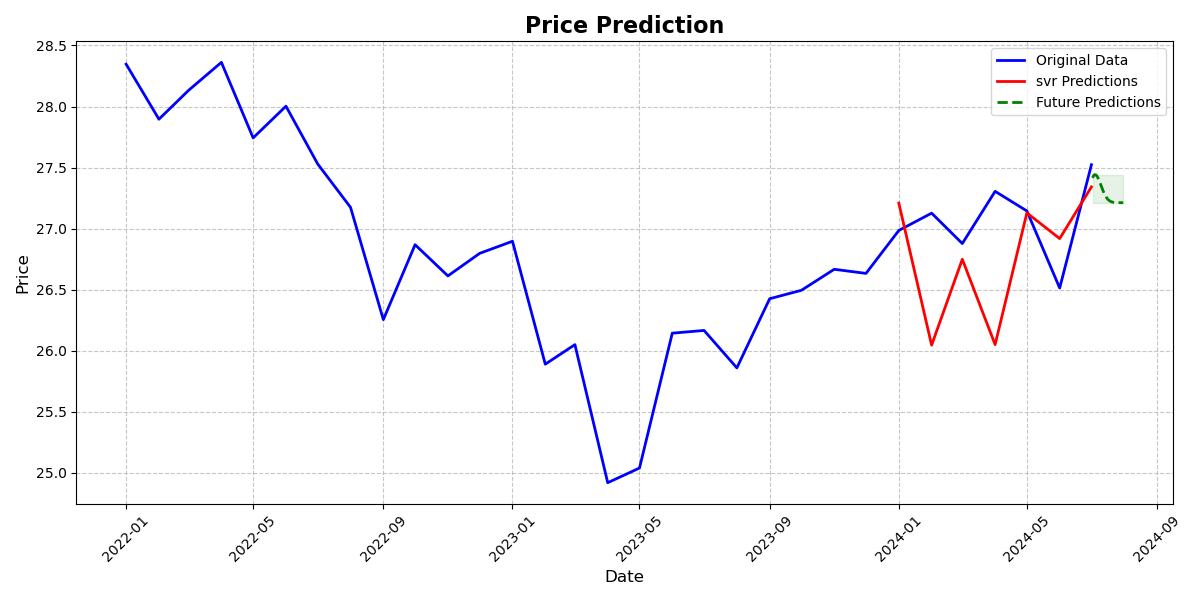 Price Prediction
Original Data
svr Predictions
Future Predictions
28.5
28.0
27.5
27.0
26.5
26.0
25.5
25.0
Price
2022-01
2022-05
2022-09
2023-01
2023-05
2023-09
2024-01
2024-05
2024-09
Date